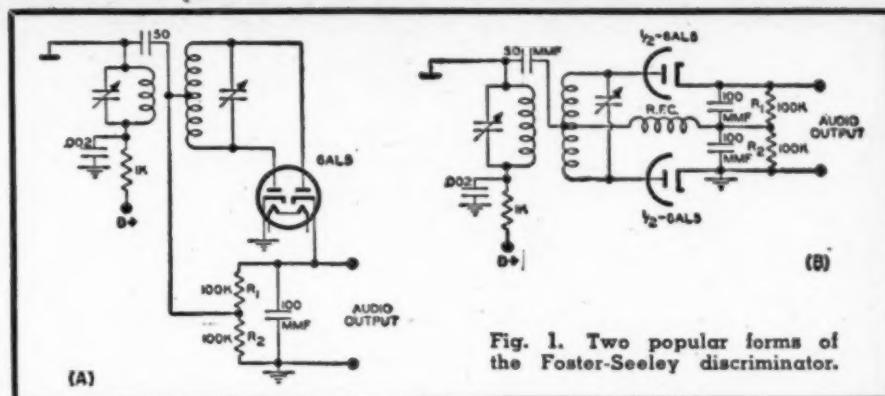 50
.002
1K
B+
6AL5
100K
R1
100K
R2
100
MMF
AUDIO
OUTPUT
(A)
50 MMF
.002
1K
B+
1/2-6AL5
R.F.C.
100
MMF
100
MMF
R1
100K
R2
100K
AUDIO
OUTPUT
1/2-6AL5
(B)
Fig. 1. Two popular forms of
the Foster-Seeley discriminator.